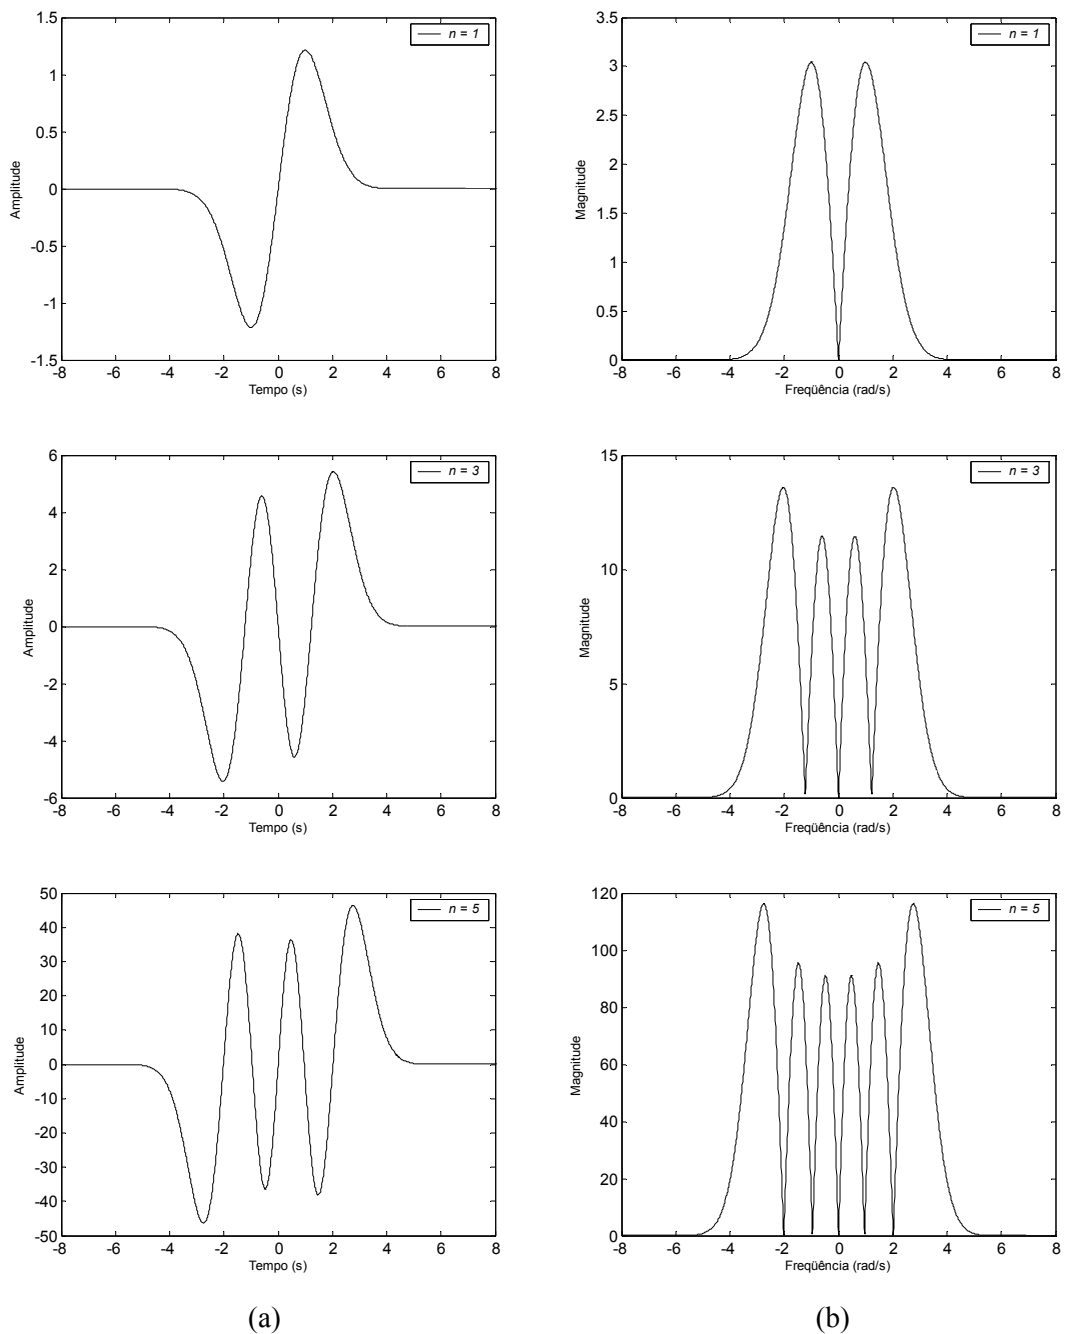 1.5
1
0.5
0
-0.5
-1
-1.5
-8 -6 -4 -2 0 2 4 6 8
Amplitude
Tempo (s)
n = 1
3.5
3
2.5
2
1.5
1
0.5
0
-8 -6 -4 -2 0 2 4 6 8
Magnitude
Freqüência (rad/s)
n = 1
6
4
2
0
-2
-4
-6
-8 -6 -4 -2 0 2 4 6 8
Amplitude
Tempo (s)
n = 3
15
10
5
0
-8 -6 -4 -2 0 2 4 6 8
Magnitude
Freqüência (rad/s)
n = 3
50
40
30
20
10
0
-10
-20
-30
-40
-50
-8 -6 -4 -2 0 2 4 6 8
Amplitude
Tempo (s)
n = 5
120
100
80
60
40
20
0
-8 -6 -4 -2 0 2 4 6 8
Magnitude
Freqüência (rad/s)
n = 5
(a)
(b)